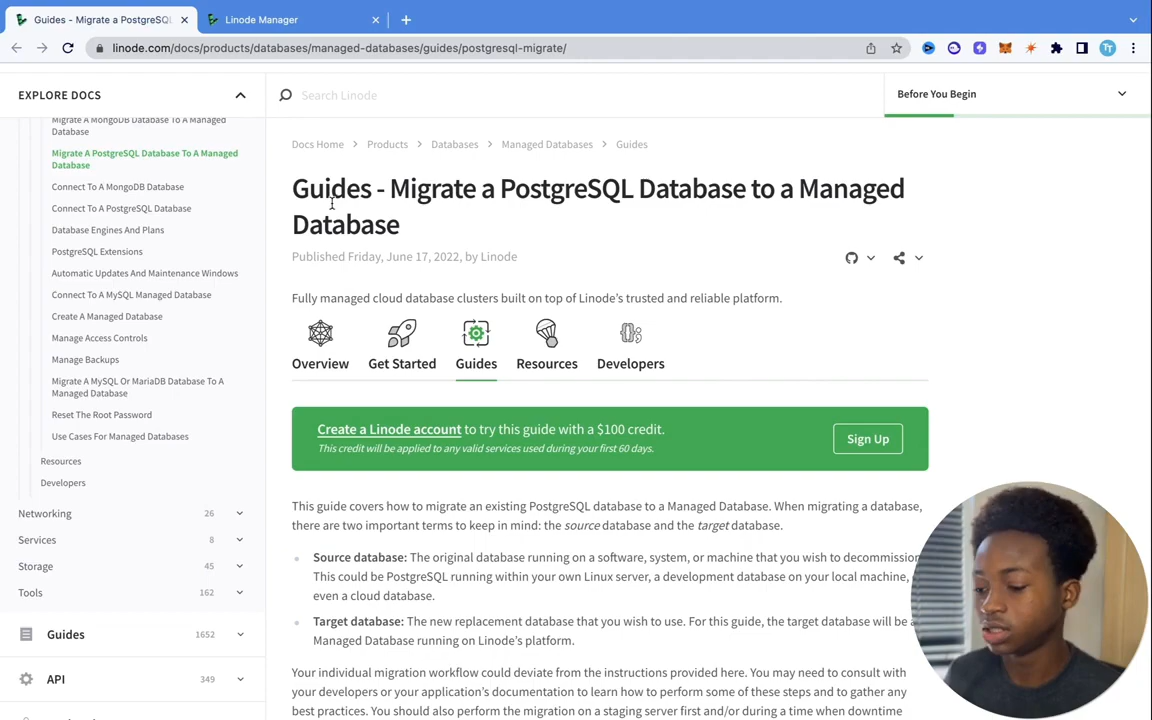 Guides - Migrate a PostgreSQL
Linode Manager
linode.com/docs/products/databases/managed-databases/guides/postgresql-migrate/
TT
EXPLORE DOCS
Search Linode
Before You Begin
Migrate A MongoDB Database To A Managed
Database
Migrate A PostgreSQL Database To A Managed
Database
Connect To A MongoDB Database
Connect To A PostgreSQL Database
Database Engines And Plans
PostgreSQL Extensions
Automatic Updates And Maintenance Windows
Connect To A MySQL Managed Database
Create A Managed Database
Manage Access Controls
Manage Backups
Migrate A MySQL Or MariaDB Database To A
Managed Database
Reset The Root Password
Use Cases For Managed Databases
Resources
Developers
Networking 26
Services 8
Storage 45
Tools 162
Guides 1652
API 349
Docs Home > Products > Databases > Managed Databases > Guides
Guides - Migrate a PostgreSQL Database to a Managed
Database
Published Friday, June 17, 2022, by Linode
Fully managed cloud database clusters built on top of Linode's trusted and reliable platform.
Overview Get Started Guides Resources Developers
Create a Linode account to try this guide with a $100 credit.
This credit will be applied to any valid services used during your first 60 days.
Sign Up
This guide covers how to migrate an existing PostgreSQL database to a Managed Database. When migrating a database,
there are two important terms to keep in mind: the source database and the target database.
Source database: The original database running on a software, system, or machine that you wish to decommission
This could be PostgreSQL running within your own Linux server, a development database on your local machine,
even a cloud database.
Target database: The new replacement database that you wish to use. For this guide, the target database will be a
Managed Database running on Linode's platform.
Your individual migration workflow could deviate from the instructions provided here. You may need to consult with
your developers or your application's documentation to learn how to perform some of these steps and to gather any
best practices. You should also perform the migration on a staging server first and/or during a time when downtime